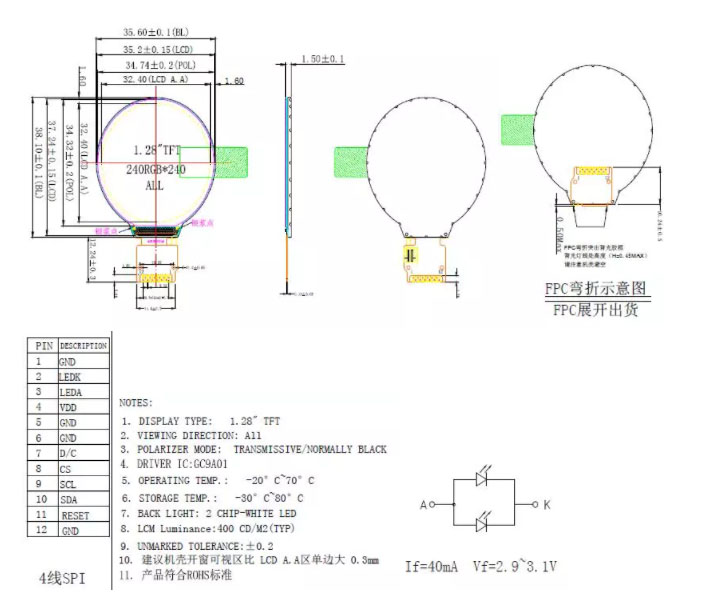 35.60±0.1(BL)
35.2±0.15(LCD)
34.74±0.2(POL)
32.40(LCD A.A)
1.60
1.60
1.50±0.1
38.10±0.1(BL)
37.24±0.15(LCD)
34.32±0.2(POL)
32.40(LCD A.A)
1.28"TFT
240RGB*240
ALL
银浆点
银浆点
12.24±0.3
0.50Max
FPC弯折示意图
FPC展开出货
PIN DESCRIPTION
1 GND
2 LEDK
3 LEDA
4 VDD
5 GND
6 GND
7 D/C
8 CS
9 SCL
10 SDA
11 RESET
12 GND
4线SPI
NOTES:
1. DISPLAY TYPE: 1.28" TFT
2. VIEWING DIRECTION: All
3. POLARIZER MODE: TRANSMISSIVE/NORMALLY BLACK
4. DRIVER IC:GC9A01
5. OPERATING TEMP.: -20°C~70°C
6. STORAGE TEMP.: -30°C~80°C
7. BACK LIGHT: 2 CHIP-WHITE LED
8. LCM Luminance:400 CD/M2(TYP)
9. UNMARKED TOLERANCE:±0.2
10. 建议机壳开窗可视区比 LCD A.A区单边大 0.3mm
11. 产品符合ROHS标准
A
K
If=40mA Vf=2.9~3.1V